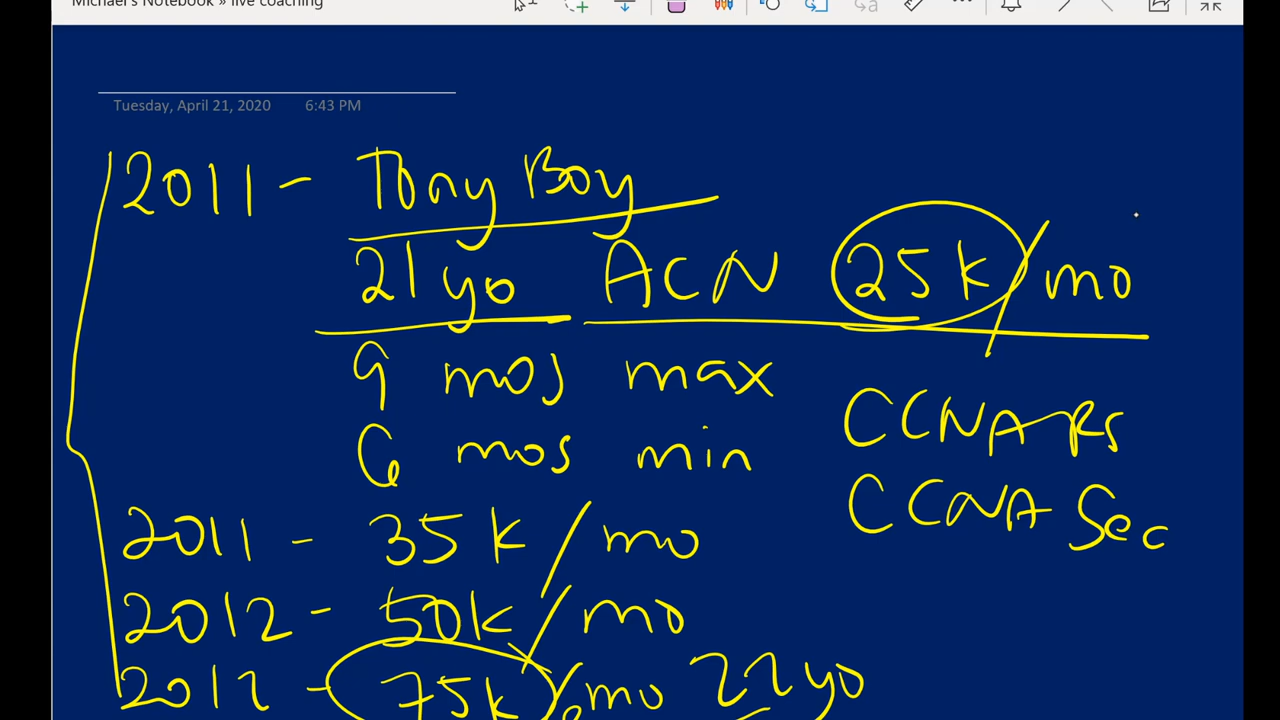 Michael's Notebook » live coaching
Tuesday, April 21, 2020 6:43 PM
2011 - Tony Boy
21 yo ACN 25k/mo
9 mos max
6 mos min
CCNA RS
CCNA Sec
2011 - 35k/mo
2012 - 50k/mo
2012 - 75k/mo 22yo